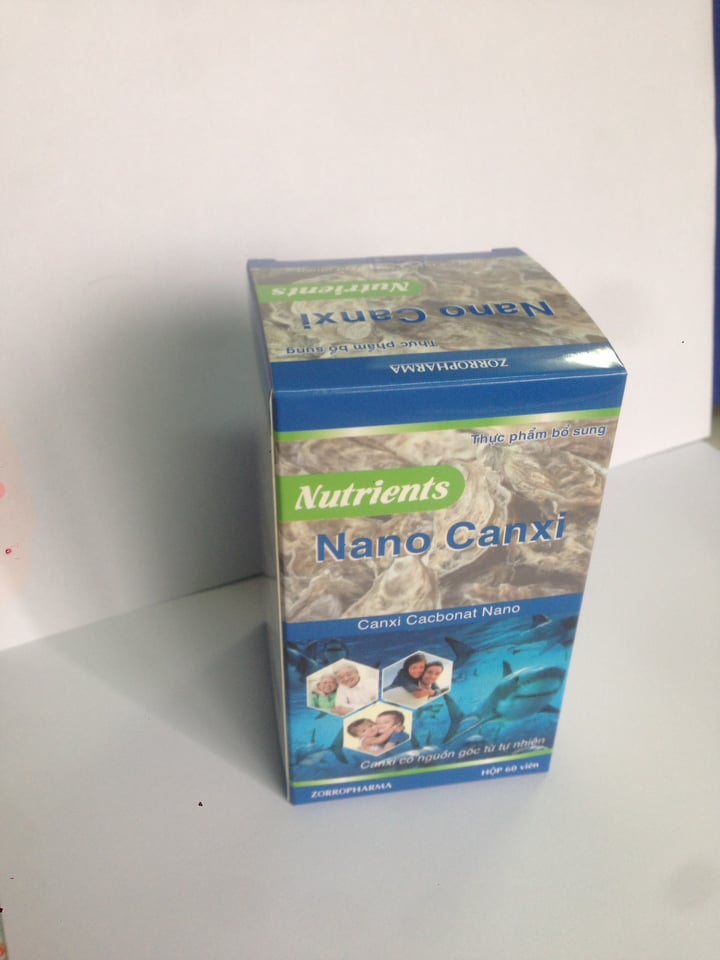 Nutrients
Nano Canxi
Thực phẩm bổ sung
ZORROPHARMA
Thực phẩm bổ sung
Nutrients
Nano Canxi
Canxi Cacbonat Nano
Canxi có nguồn gốc từ tự nhiên
HỘP 60 viên
ZORROPHARMA